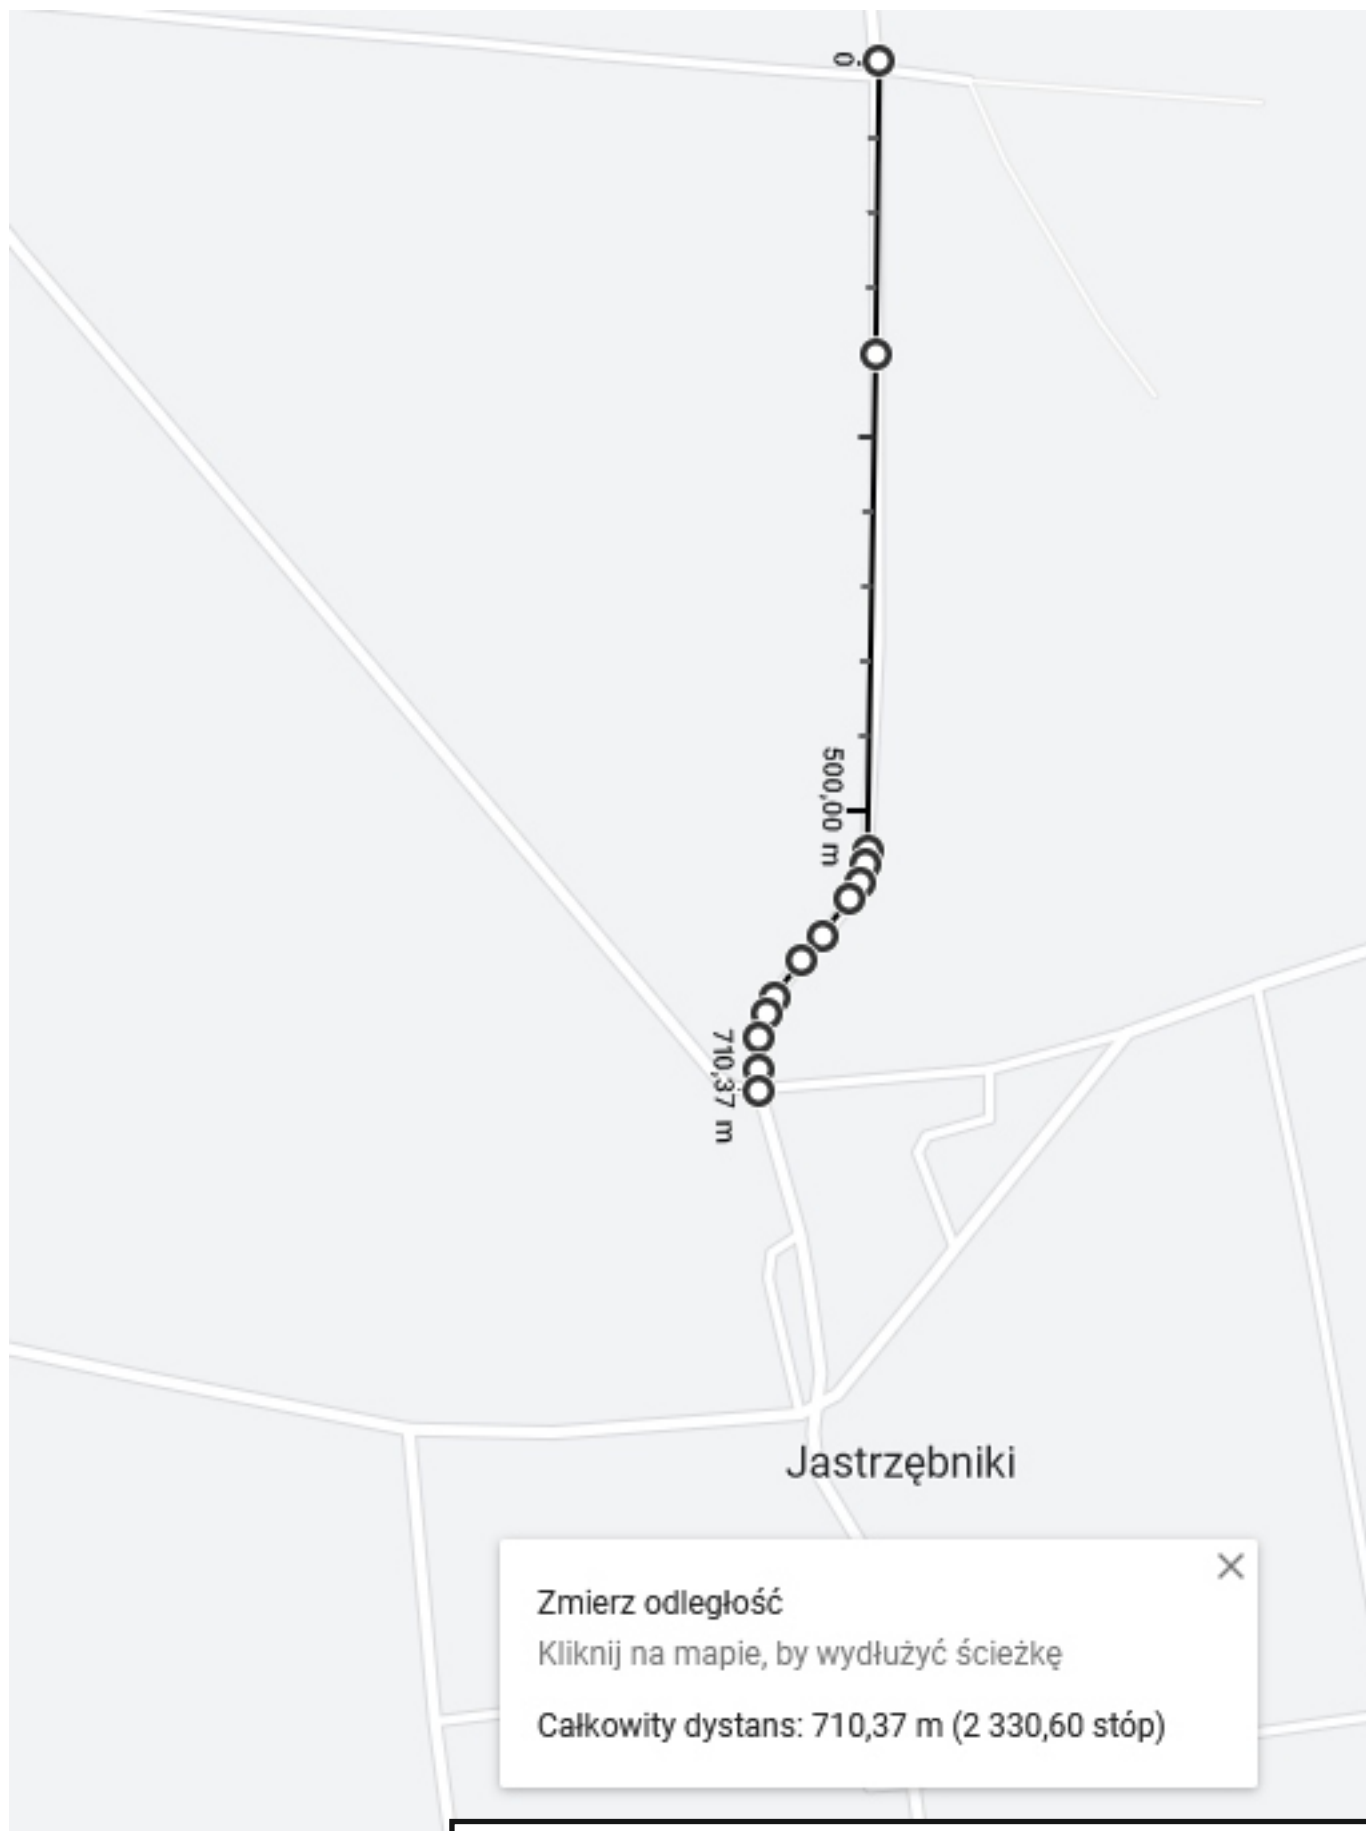 0
500,00 m
710,37 m
Jastrzębniki
Zmierz odległość
Kliknij na mapie, by wydłużyć ścieżkę
Całkowity dystans: 710,37 m (2 330,60 stóp)